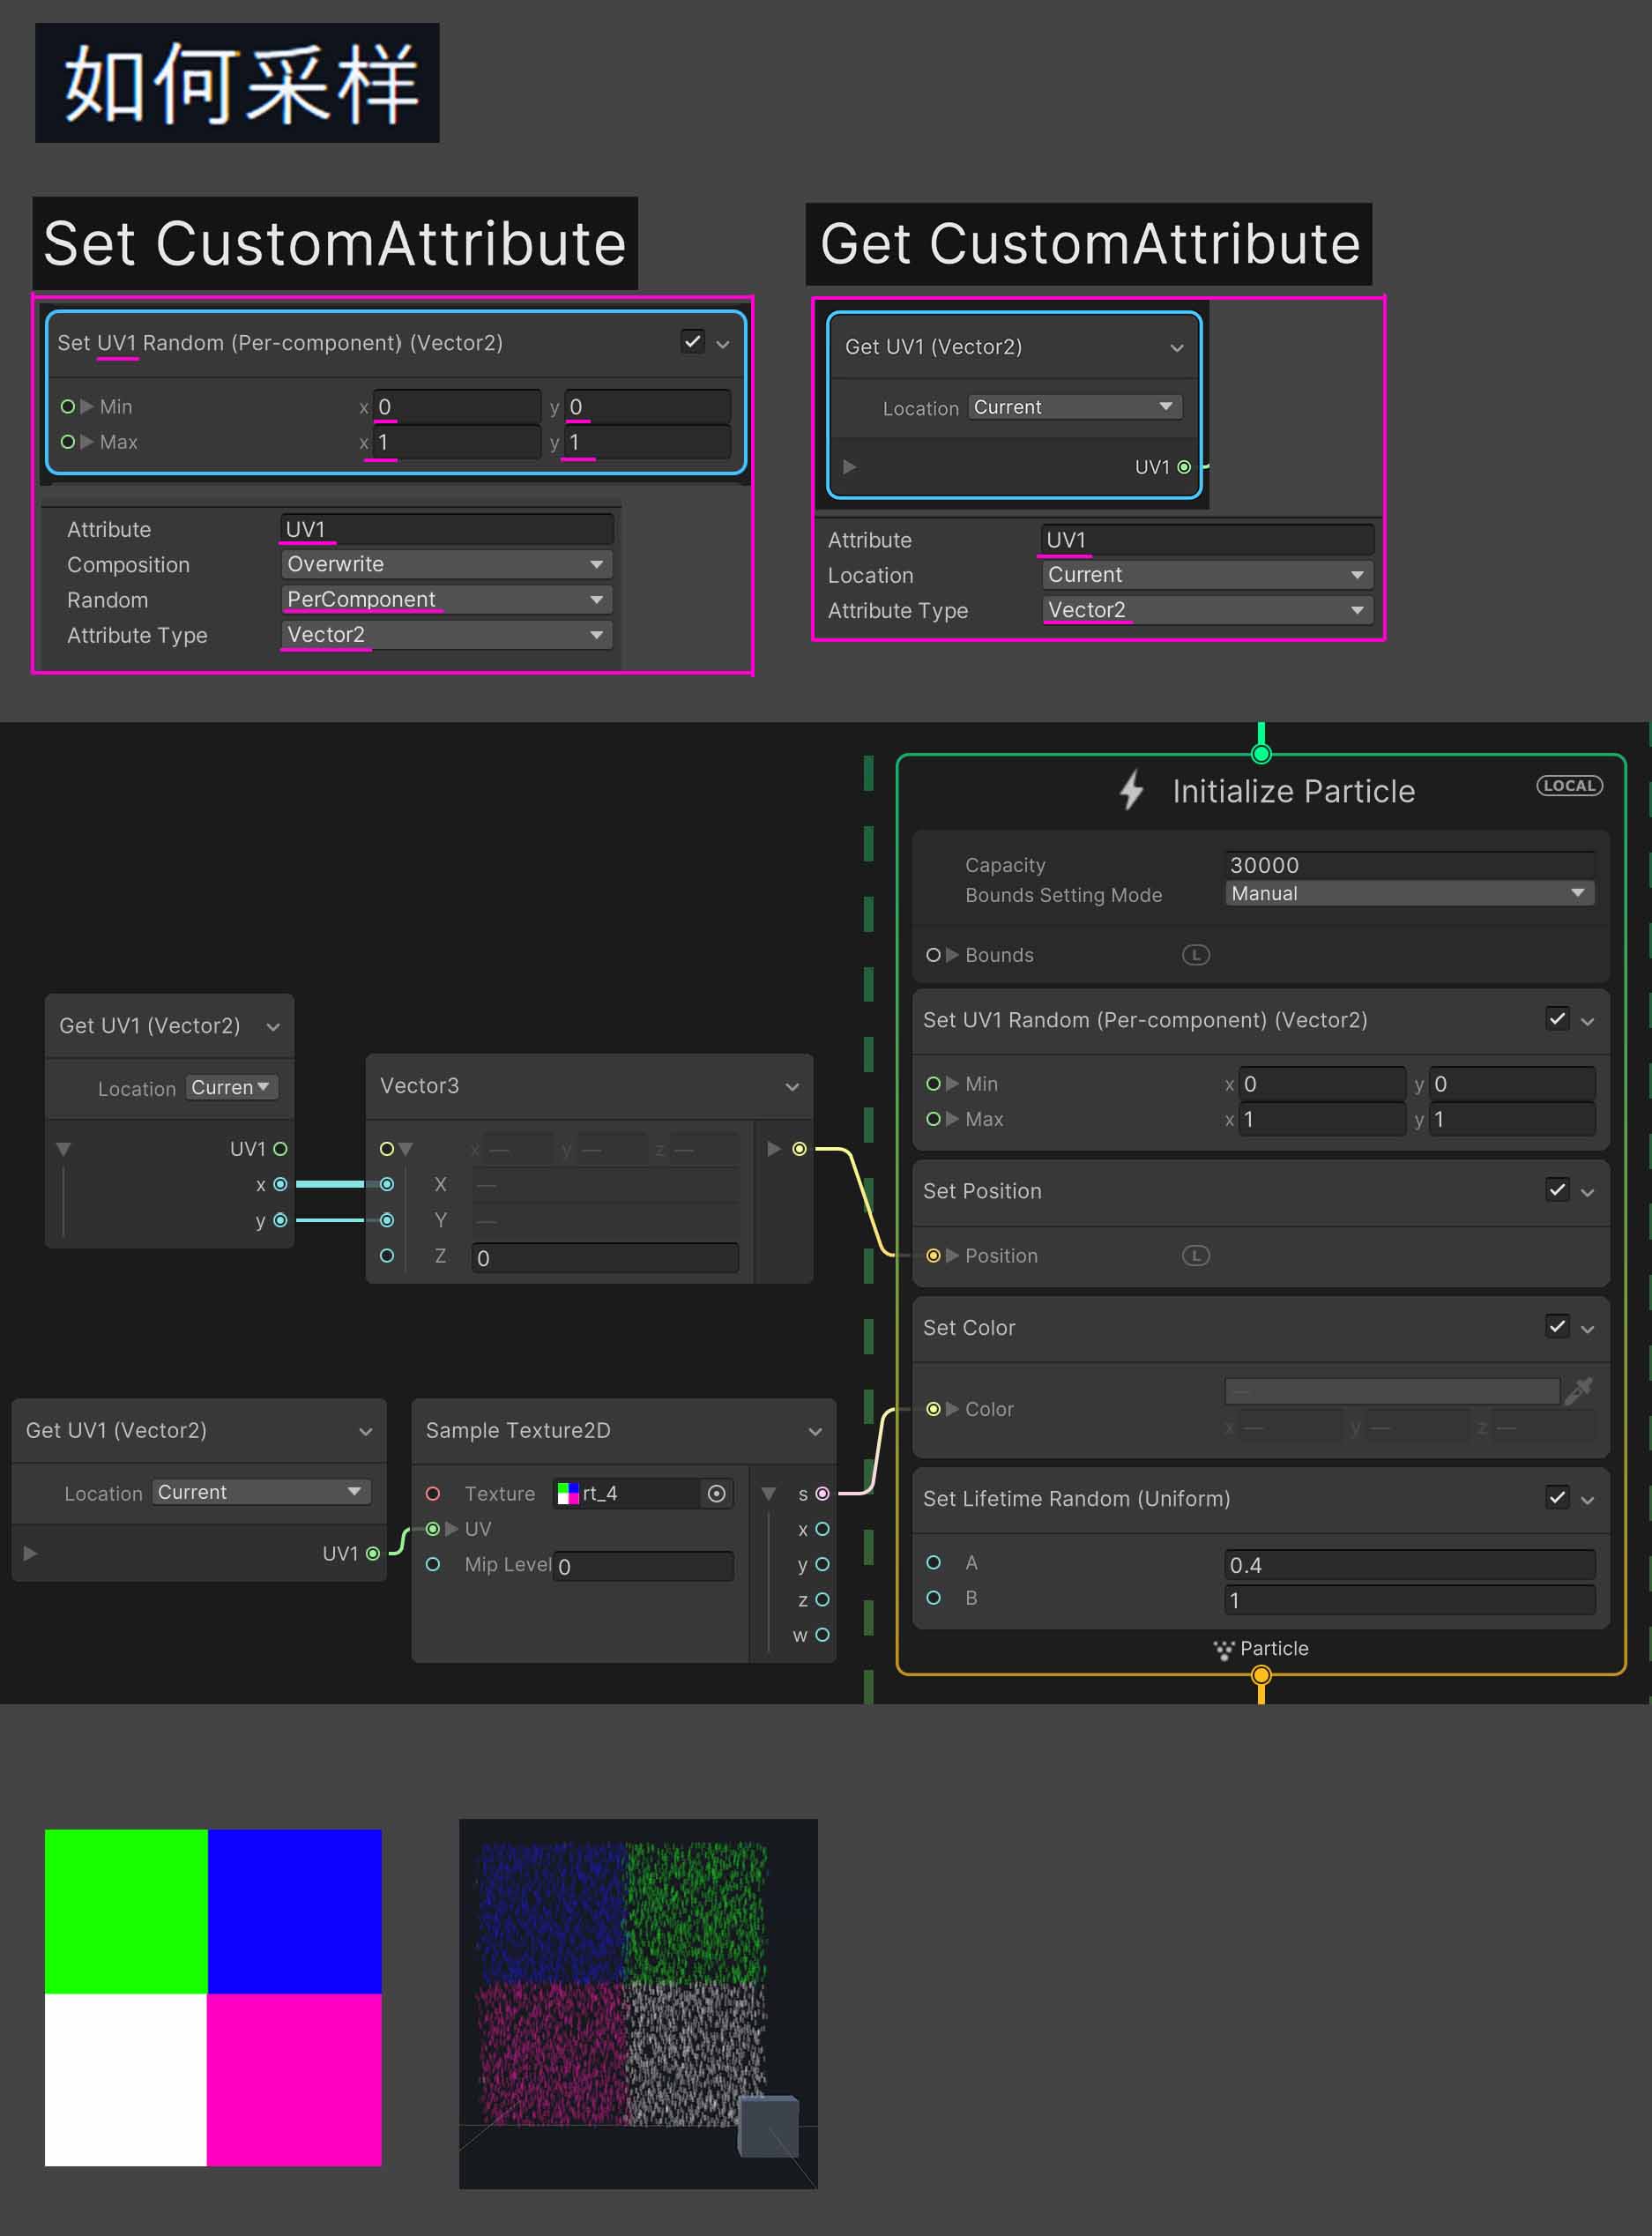 如何采样
Set CustomAttribute
Set UV1 Random (Per-component) (Vector2)
Min x 0 y 0
Max x 1 y 1
Attribute UV1
Composition Overwrite
Random PerComponent
Attribute Type Vector2
Get CustomAttribute
Get UV1 (Vector2)
Location Current
UV1
Attribute UV1
Location Current
Attribute Type Vector2
Get UV1 (Vector2)
Location Curren
UV1
x
y
Vector3
x — y — z —
X —
Y —
Z 0
Get UV1 (Vector2)
Location Current
UV1
Sample Texture2D
Texture rt_4 s
UV x
Mip Level 0 y
z
w
Initialize Particle LOCAL
Capacity 30000
Bounds Setting Mode Manual
Bounds L
Set UV1 Random (Per-component) (Vector2)
Min x 0 y 0
Max x 1 y 1
Set Position
Position L
Set Color
—
Color
x — y — z —
Set Lifetime Random (Uniform)
A 0.4
B 1
Particle